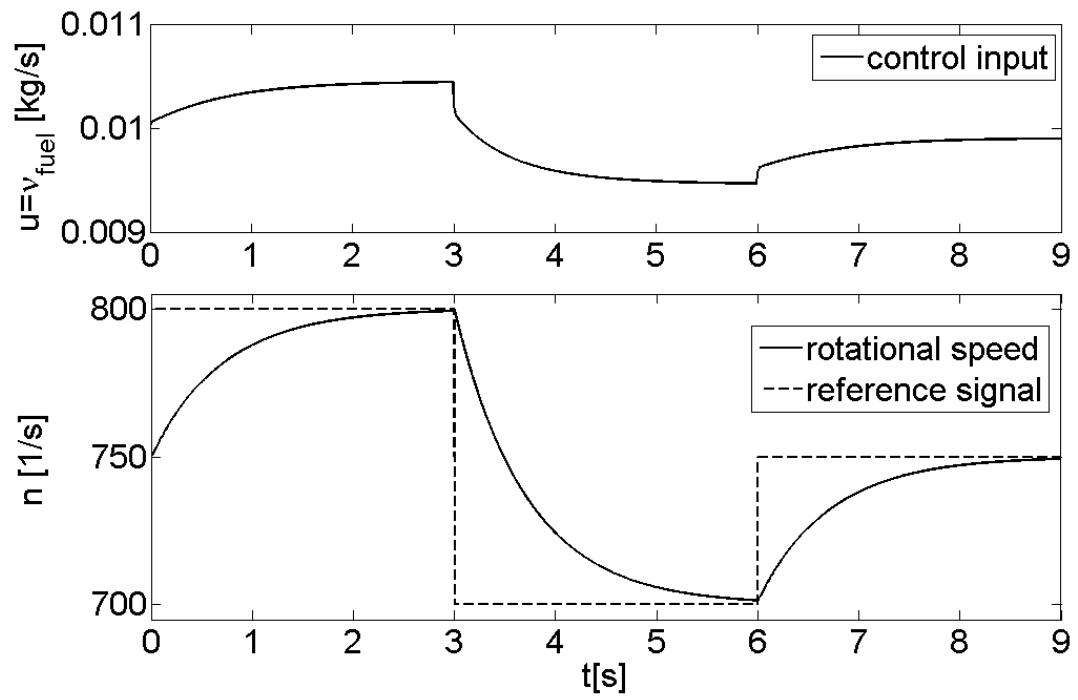 0.011
0.01
0.009
u=ν_fuel [kg/s]
control input
0 1 2 3 4 5 6 7 8 9
800
750
700
n [1/s]
rotational speed
reference signal
0 1 2 3 4 5 6 7 8 9
t[s]